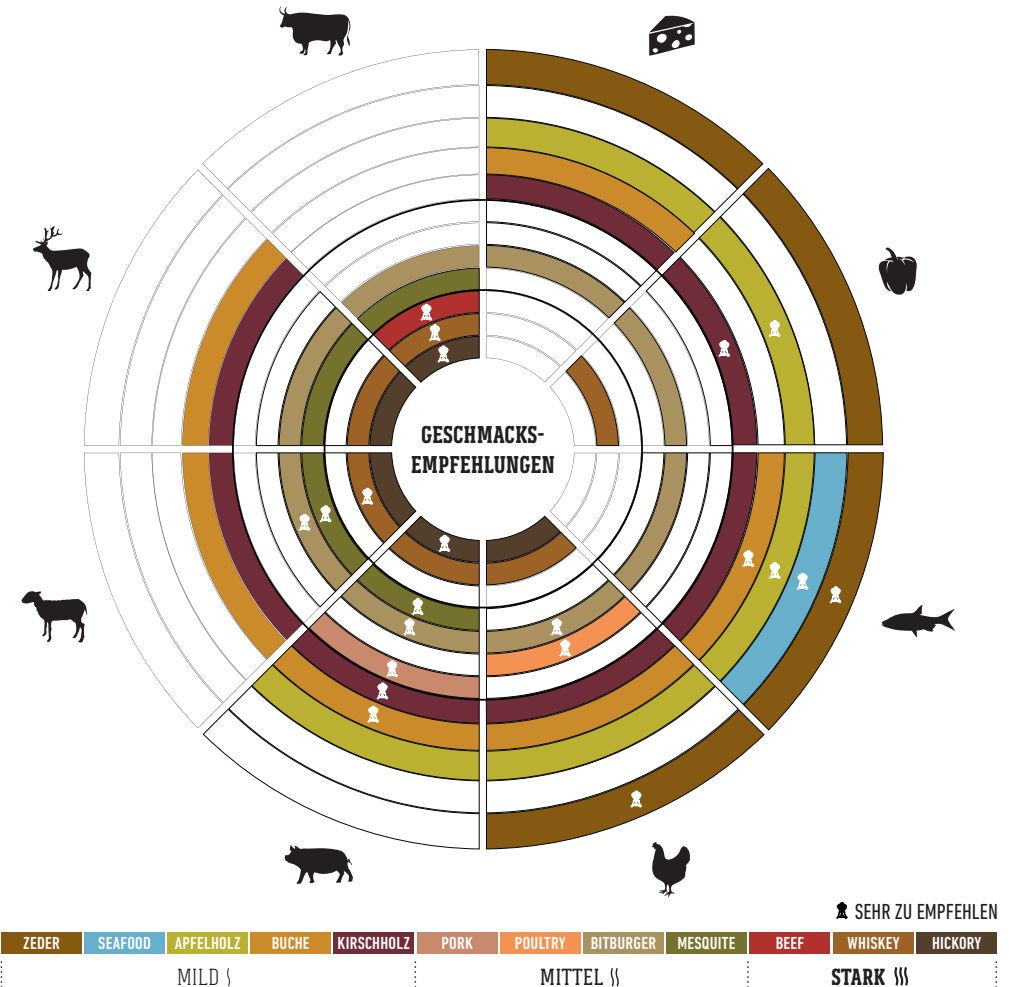 GESCHMACKS-
EMPFEHLUNGEN
SEHR ZU EMPFEHLEN
ZEDER SEAFOOD APFELHOLZ BUCHE KIRSCHHOLZ PORK POULTRY BITBURGER MESQUITE BEEF WHISKEY HICKORY
MILD MITTEL STARK